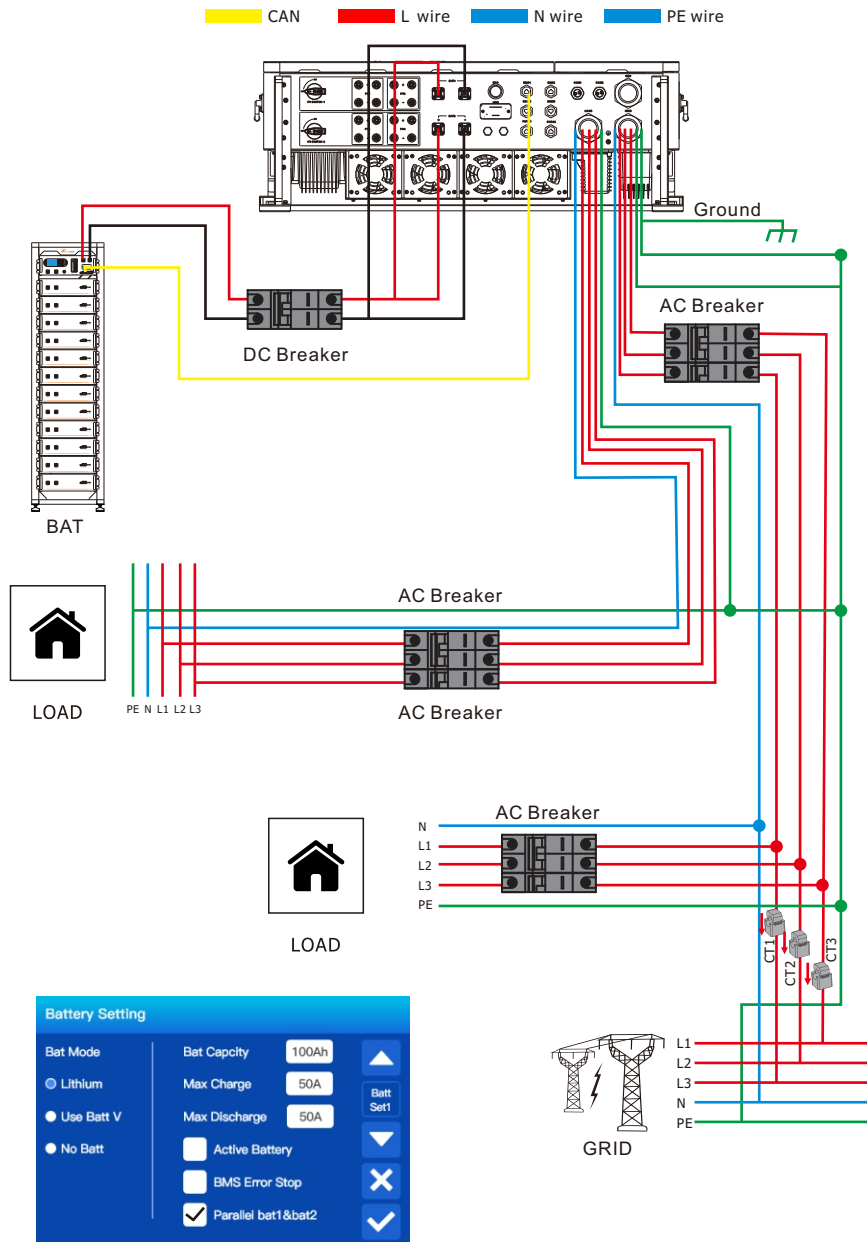 CAN L wire N wire PE wire
Ground
AC Breaker
DC Breaker
BAT
AC Breaker
LOAD
PE N L1 L2 L3
AC Breaker
AC Breaker
N
L1
L2
L3
PE
LOAD
CT1
CT2
CT3
Battery Setting
Bat Mode
Lithium
Use Batt V
No Batt
Bat Capcity 100Ah
Max Charge 50A
Max Discharge 50A
Active Battery
BMS Error Stop
Parallel bat1&bat2
Batt
Set1
L1
L2
L3
N
PE
GRID